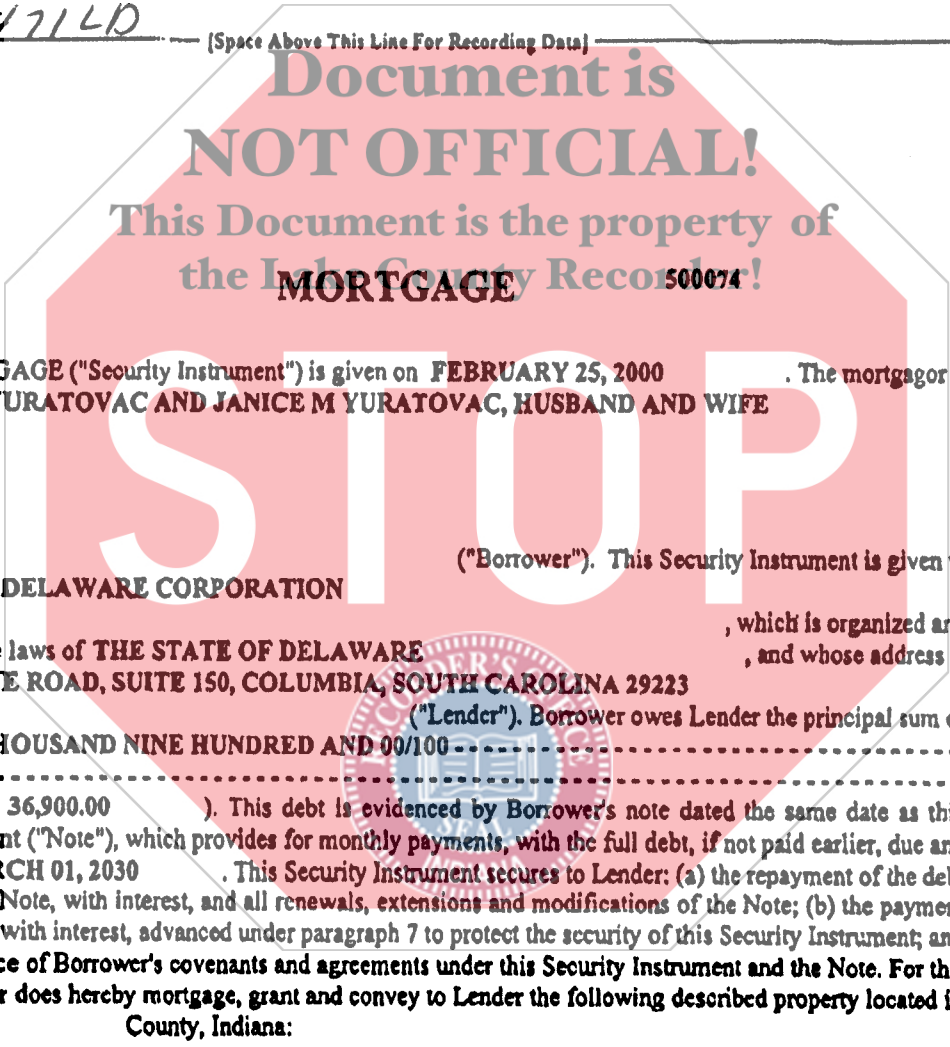 471LD
[Space Above This Line For Recording Data]
Document is
NOT OFFICIAL!
This Document is the property of
the Lake County Recorder!
MORTGAGE 500074
GAGE ("Security Instrument") is given on FEBRUARY 25, 2000 . The mortgagor
YURATOVAC AND JANICE M YURATOVAC, HUSBAND AND WIFE
STOP
("Borrower"). This Security Instrument is given
DELAWARE CORPORATION
, which is organized an
laws of THE STATE OF DELAWARE , and whose address
E ROAD, SUITE 150, COLUMBIA, SOUTH CAROLINA 29223
("Lender"). Borrower owes Lender the principal sum o
HOUSAND NINE HUNDRED AND 00/100
36,900.00 ). This debt is evidenced by Borrower's note dated the same date as thi
nt ("Note"), which provides for monthly payments, with the full debt, if not paid earlier, due an
RCH 01, 2030 . This Security Instrument secures to Lender: (a) the repayment of the deb
Note, with interest, and all renewals, extensions and modifications of the Note; (b) the paymen
with interest, advanced under paragraph 7 to protect the security of this Security Instrument; an
ce of Borrower's covenants and agreements under this Security Instrument and the Note. For th
r does hereby mortgage, grant and convey to Lender the following described property located i
County, Indiana:
RECORDER'S OFFICE
SEAL
INDIANA